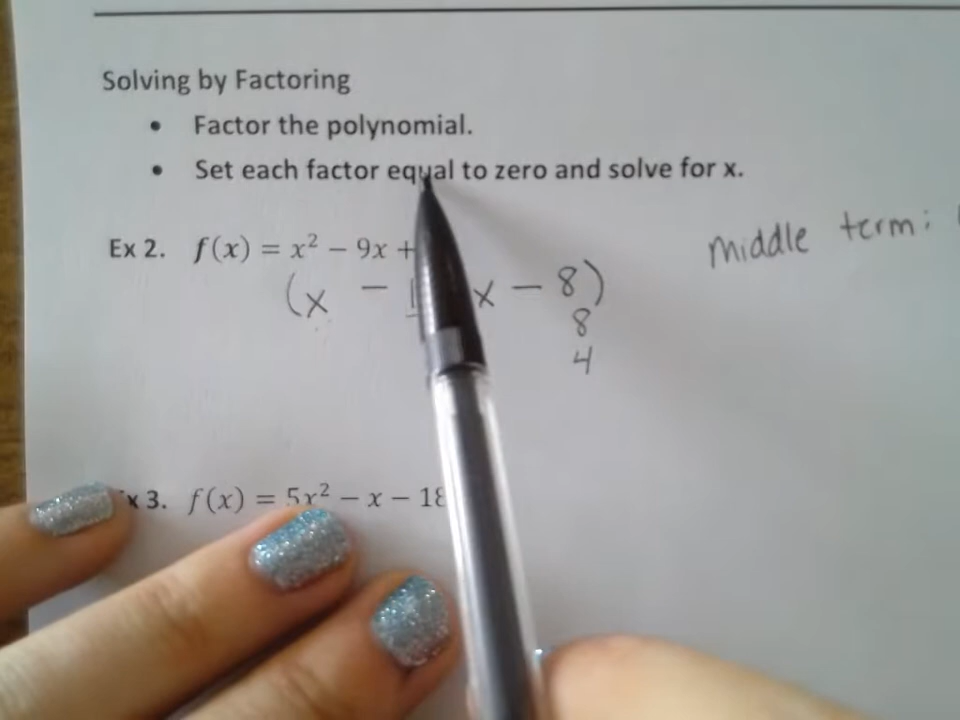 Solving by Factoring
• Factor the polynomial.
• Set each factor equal to zero and solve for x.
Ex 2. f(x) = x² − 9x +
middle term:
(x − x − 8)
8
4
x 3. f(x) = 5x² − x − 18